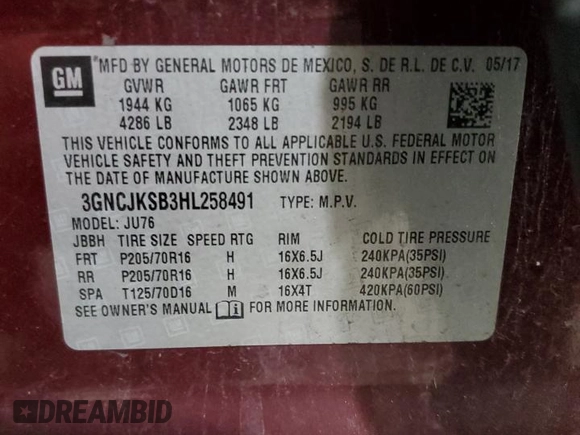 GM
*MFD BY GENERAL MOTORS DE MEXICO, S. DE R.L. DE C.V. 05/17
GVWR GAWR FRT GAWR RR
1944 KG 1065 KG 995 KG
4286 LB 2348 LB 2194 LB
THIS VEHICLE CONFORMS TO ALL APPLICABLE U.S. FEDERAL MOTOR
VEHICLE SAFETY AND THEFT PREVENTION STANDARDS IN EFFECT ON
THE DATE OF MANUFACTURE SHOWN ABOVE.
3GNCJKSB3HL258491 TYPE: M.P.V.
MODEL: JU76
JBBH TIRE SIZE SPEED RTG RIM COLD TIRE PRESSURE
FRT P205/70R16 H 16X6.5J 240KPA(35PSI)
RR P205/70R16 H 16X6.5J 240KPA(35PSI)
SPA T125/70D16 M 16X4T 420KPA(60PSI)
SEE OWNER'S MANUAL FOR MORE INFORMATION.
DREAMBID